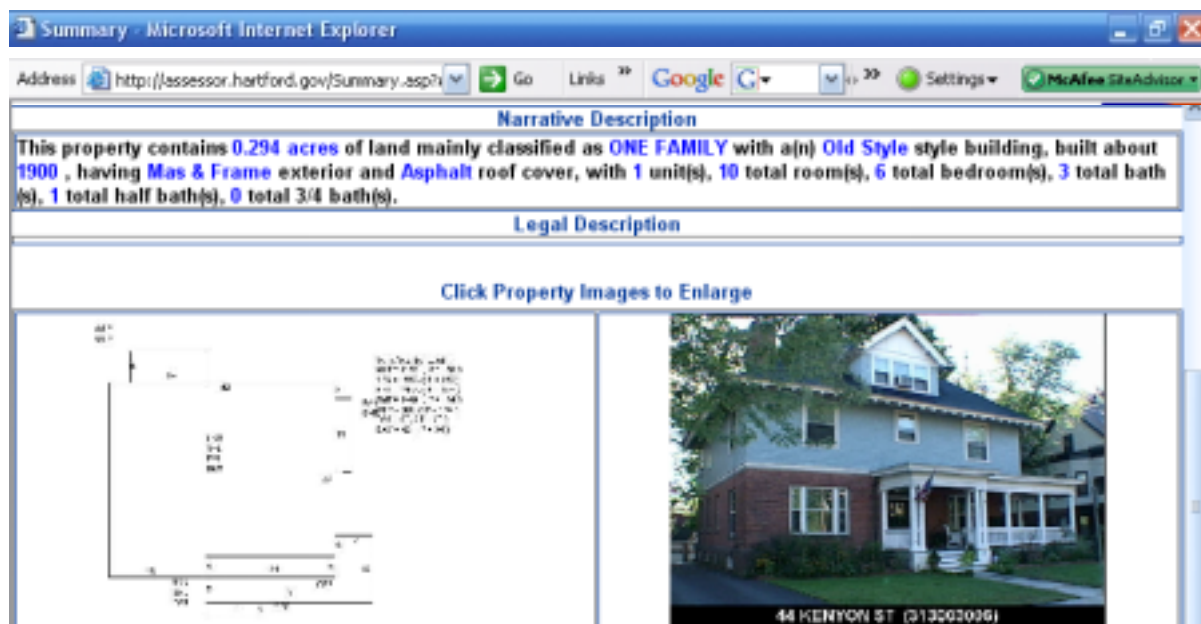 Summary - Microsoft Internet Explorer
Address http://assessor.hartford.gov/Summary.asp? Go Links » Google G » Settings McAfee SiteAdvisor
Narrative Description
This property contains 0.294 acres of land mainly classified as ONE FAMILY with a(n) Old Style style building, built about
1900 , having Mas & Frame exterior and Asphalt roof cover, with 1 unit(s), 10 total room(s), 6 total bedroom(s), 3 total bath
(s), 1 total half bath(s), 0 total 3/4 bath(s).
Legal Description
Click Property Images to Enlarge
44 KENYON ST (313003006)